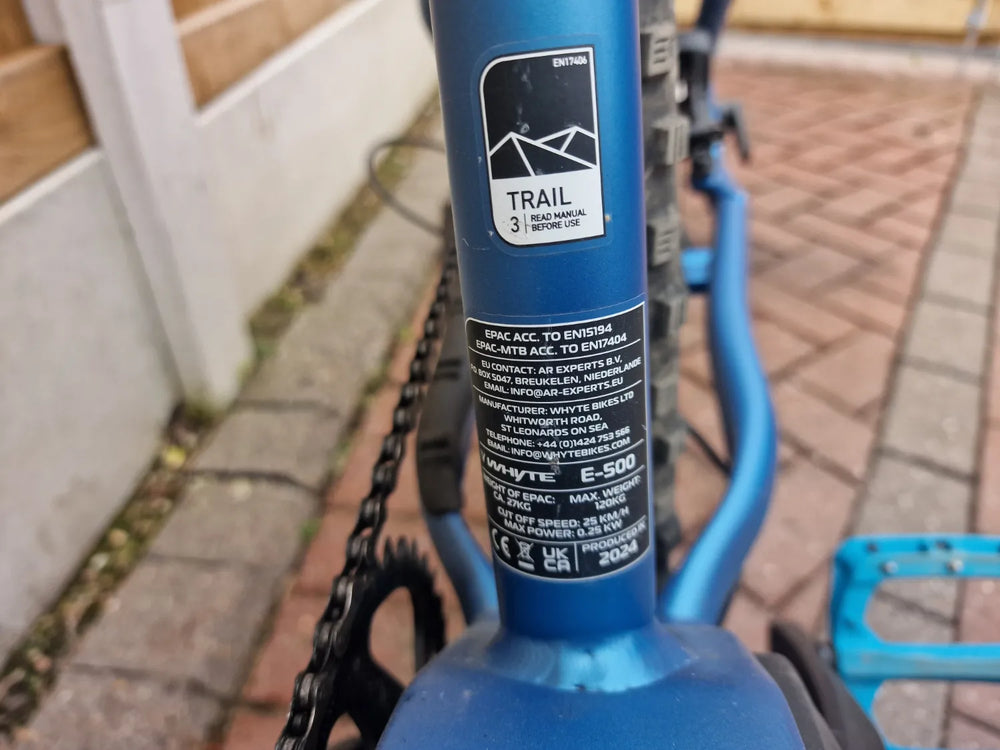 EN17406
TRAIL
3 READ MANUAL
BEFORE USE
EPAC ACC. TO EN15194
EPAC-MTB ACC. TO EN17404
EU CONTACT: AR EXPERTS B.V.,
BOX 5047, BREUKELEN, NIEDERLANDE
EMAIL: INFO@AR-EXPERTS.EU
MANUFACTURER: WHYTE BIKES LTD
WHITWORTH ROAD,
ST LEONARDS ON SEA
TELEPHONE: +44 (0)1424 753 566
EMAIL: INFO@WHYTEBIKES.COM
WHYTE E-500
WEIGHT OF EPAC: MAX. WEIGHT:
CA. 27KG 120KG
CUT OFF SPEED: 25 KM/H
MAX POWER: 0.25 KW
CE UK CA PRODUCED IN
2024